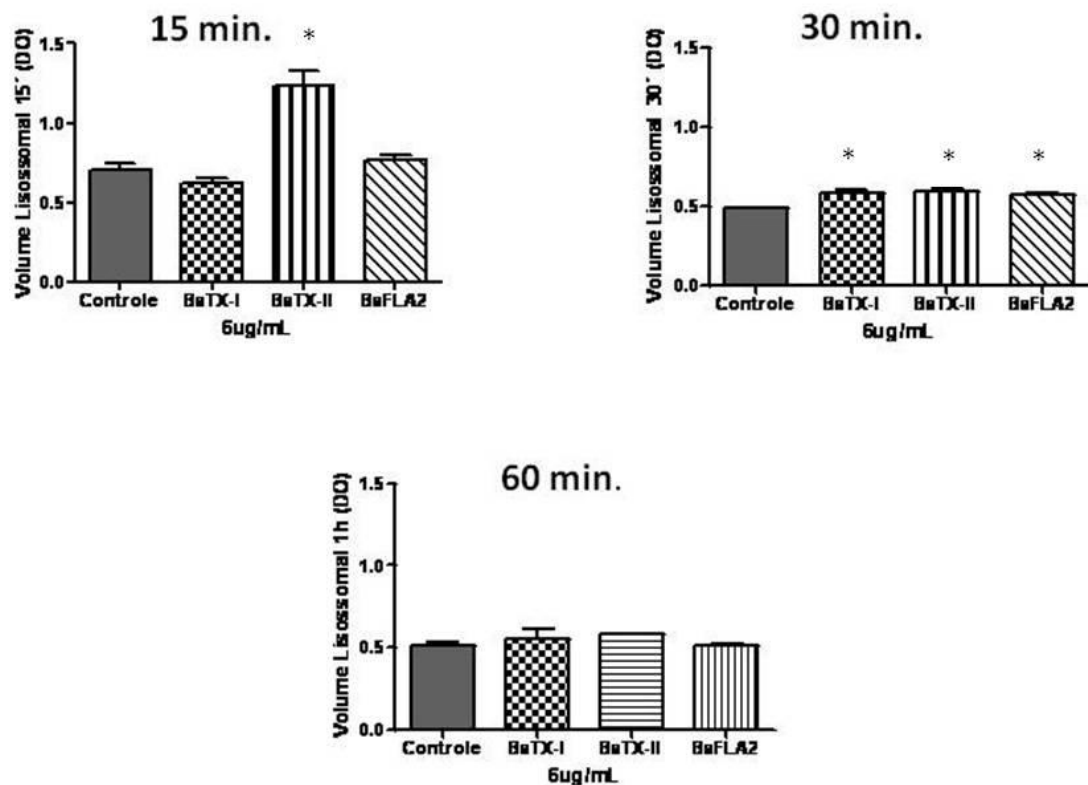 15 min.
*
Volume Lisossomal 15´ (DO)
1.5
1.0
0.5
0.0
Controle BaTX-I BaTX-II BaPLA2
6ug/mL
30 min.
* * *
Volume Lisossomal 30´ (DO)
1.5
1.0
0.5
0.0
Controle BaTX-I BaTX-II BaPLA2
6ug/mL
60 min.
Volume Lisossomal 1h (DO)
1.5
1.0
0.5
0.0
Controle BaTX-I BaTX-II BaPLA2
6ug/mL